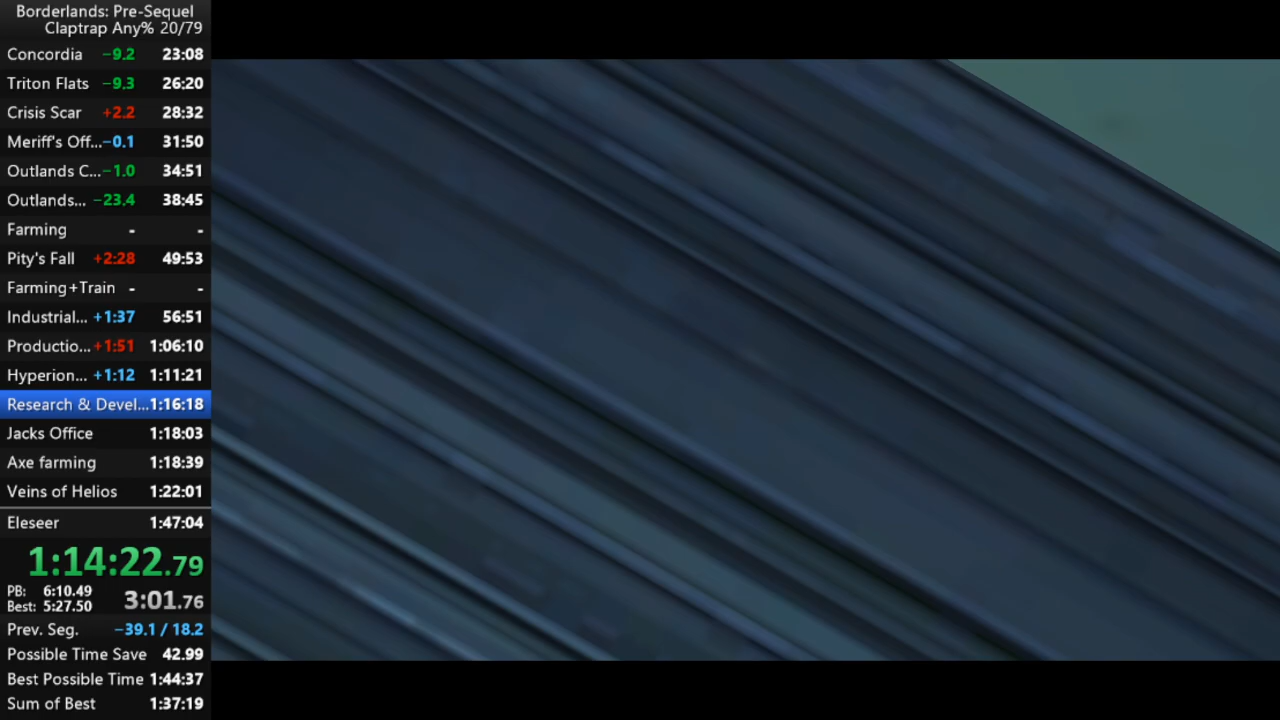 Borderlands: Pre-Sequel
Claptrap Any% 20/79
Concordia −9.2 23:08
Triton Flats −9.3 26:20
Crisis Scar +2.2 28:32
Meriff's Off... −0.1 31:50
Outlands C... −1.0 34:51
Outlands... −23.4 38:45
Farming - -
Pity's Fall +2:28 49:53
Farming+Train - -
Industrial... +1:37 56:51
Productio... +1:51 1:06:10
Hyperion... +1:12 1:11:21
Research & Devel... 1:16:18
Jacks Office 1:18:03
Axe farming 1:18:39
Veins of Helios 1:22:01
Eleseer 1:47:04
1:14:22.79
PB: 6:10.49
Best: 5:27.50 3:01.76
Prev. Seg. −39.1 / 18.2
Possible Time Save 42.99
Best Possible Time 1:44:37
Sum of Best 1:37:19